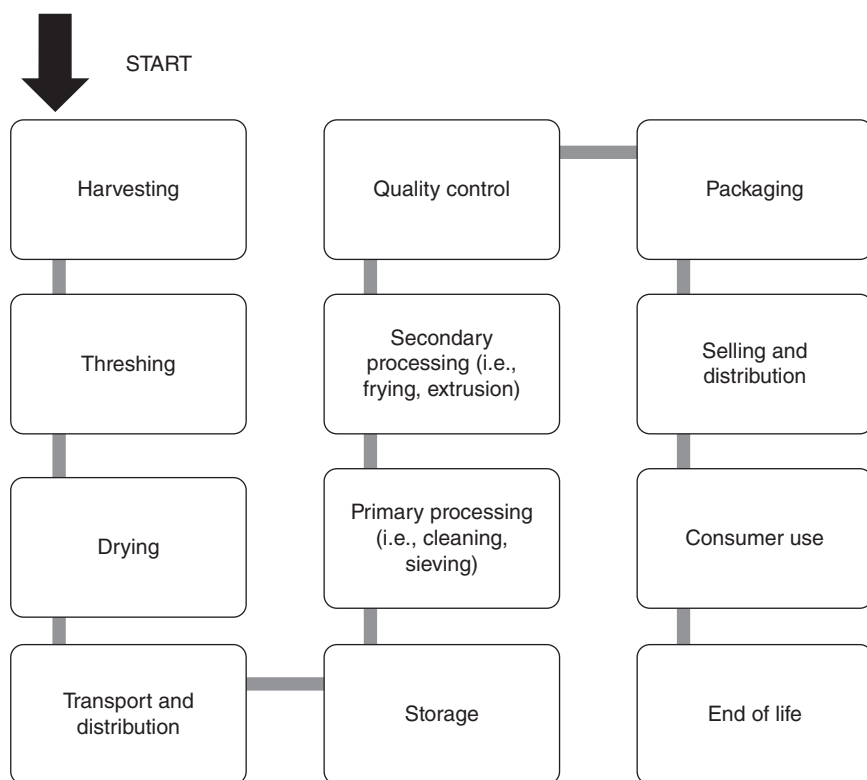 START
Harvesting
Threshing
Drying
Transport and
distribution
Storage
Primary processing
(i.e., cleaning,
sieving)
Secondary
processing (i.e.,
frying, extrusion)
Quality control
Packaging
Selling and
distribution
Consumer use
End of life